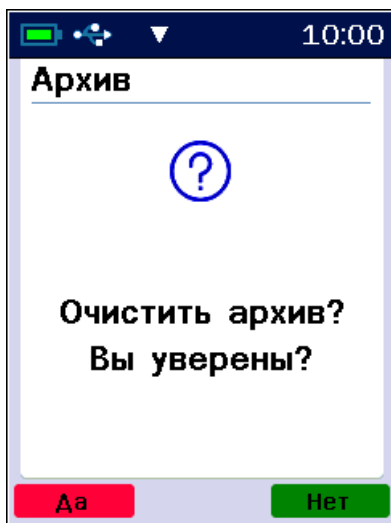 10:00
Архив
Очистить архив?
Вы уверены?
Да
Нет